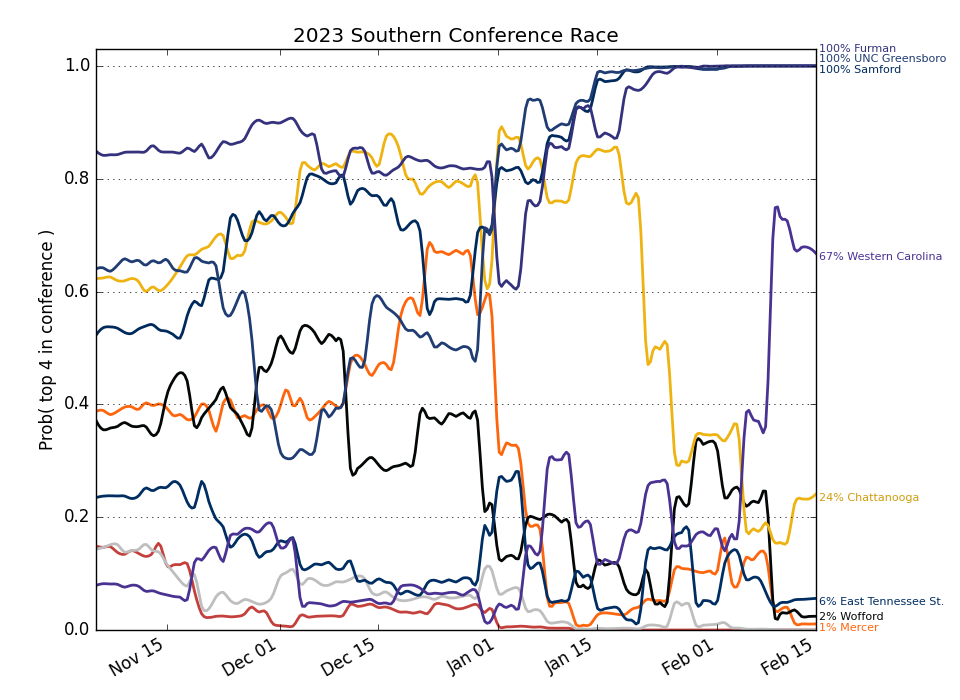 2023 Southern Conference Race
Prob( top 4 in conference )
1.0
0.8
0.6
0.4
0.2
0.0
Nov 15
Dec 01
Dec 15
Jan 01
Jan 15
Feb 01
Feb 15
100% Furman
100% UNC Greensboro
100% Samford
67% Western Carolina
24% Chattanooga
6% East Tennessee St.
2% Wofford
1% Mercer